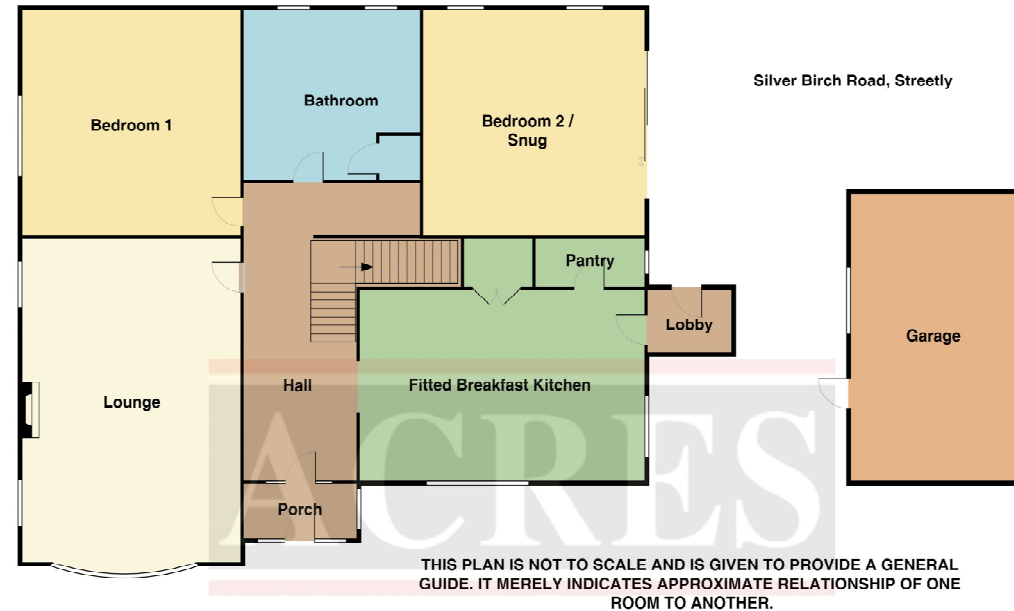 Silver Birch Road, Streetly
Bedroom 1
Bathroom
Bedroom 2 /
Snug
Pantry
Lobby
Garage
Lounge
Hall
Fitted Breakfast Kitchen
ACRES
Porch
THIS PLAN IS NOT TO SCALE AND IS GIVEN TO PROVIDE A GENERAL
GUIDE. IT MERELY INDICATES APPROXIMATE RELATIONSHIP OF ONE
ROOM TO ANOTHER.